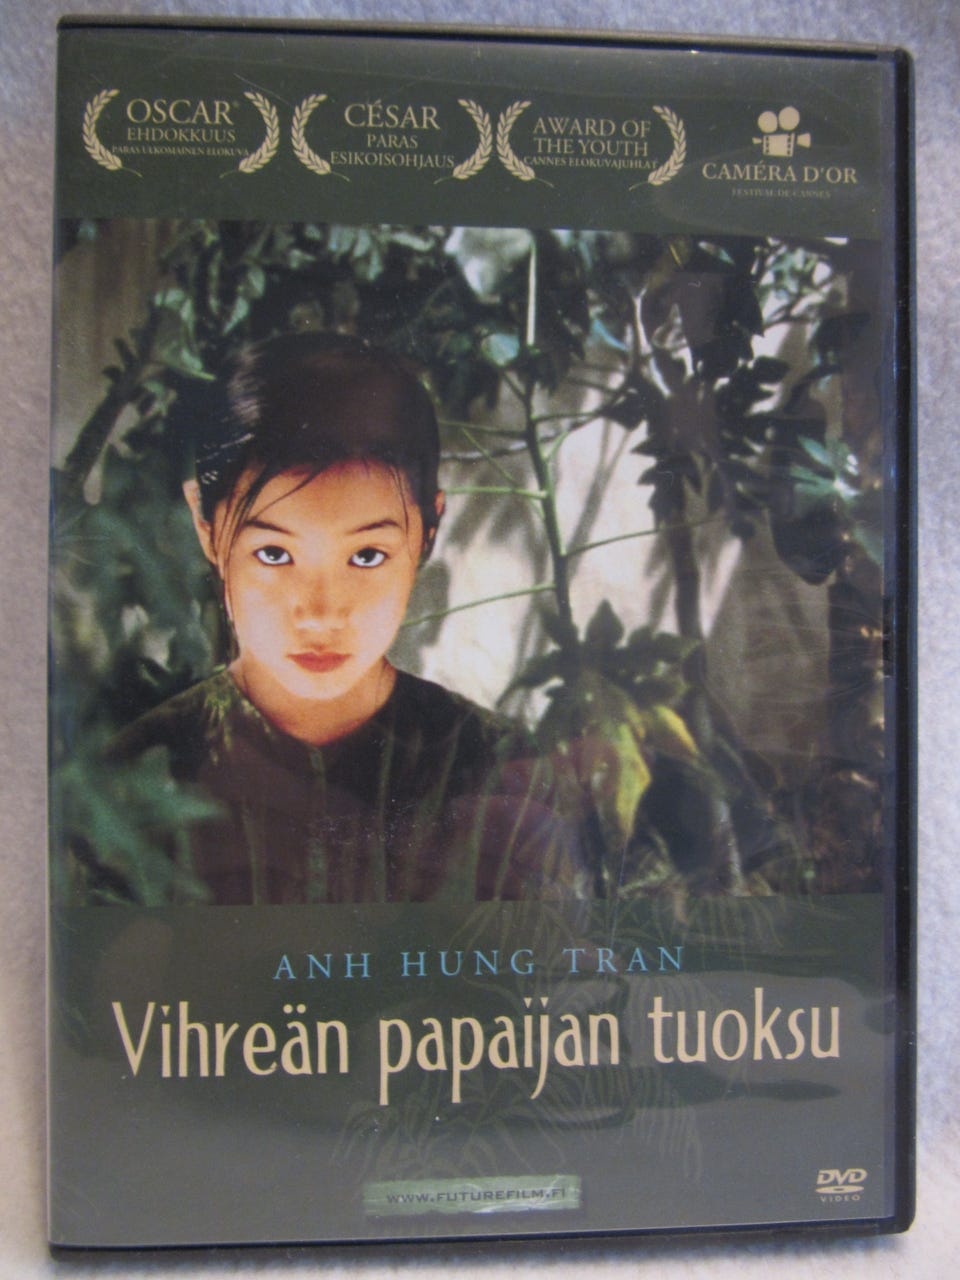 OSCAR®
EHDOKKUUS
PARAS ULKOMAINEN ELOKUVA
CÉSAR
PARAS
ESIKOISOHJAUS
AWARD OF
THE YOUTH
CANNES ELOKUVAJUHLAT
CAMÉRA D'OR
FESTIVAL DE CANNES
ANH HUNG TRAN
Vihreän papaijan tuoksu
WWW.FUTUREFILM.FI
DVD
VIDEO